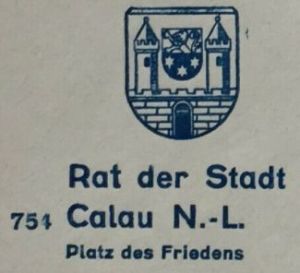 Rat der Stadt
754 Calau N.-L.
Platz des Friedens